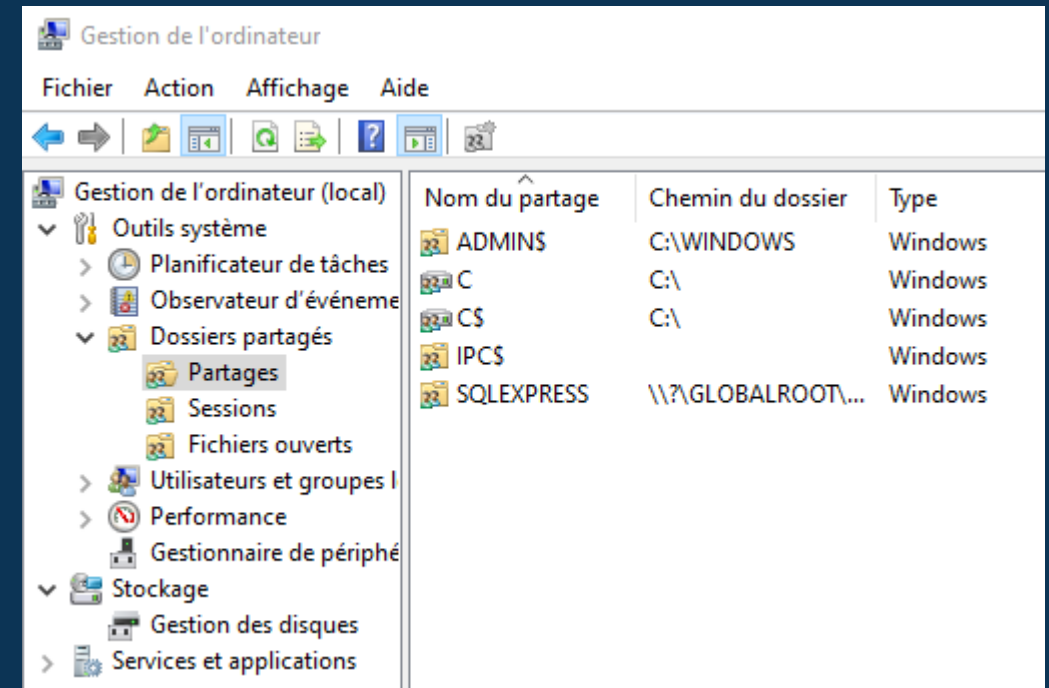 Gestion de l'ordinateur
Fichier Action Affichage Aide
Gestion de l'ordinateur (local)
Outils système
Planificateur de tâches
Observateur d'événeme
Dossiers partagés
Partages
Sessions
Fichiers ouverts
Utilisateurs et groupes l
Performance
Gestionnaire de périphé
Stockage
Gestion des disques
Services et applications
Nom du partage Chemin du dossier Type
ADMIN$ C:\WINDOWS Windows
C C:\ Windows
C$ C:\ Windows
IPC$ Windows
SQLEXPRESS \\?\GLOBALROOT\... Windows